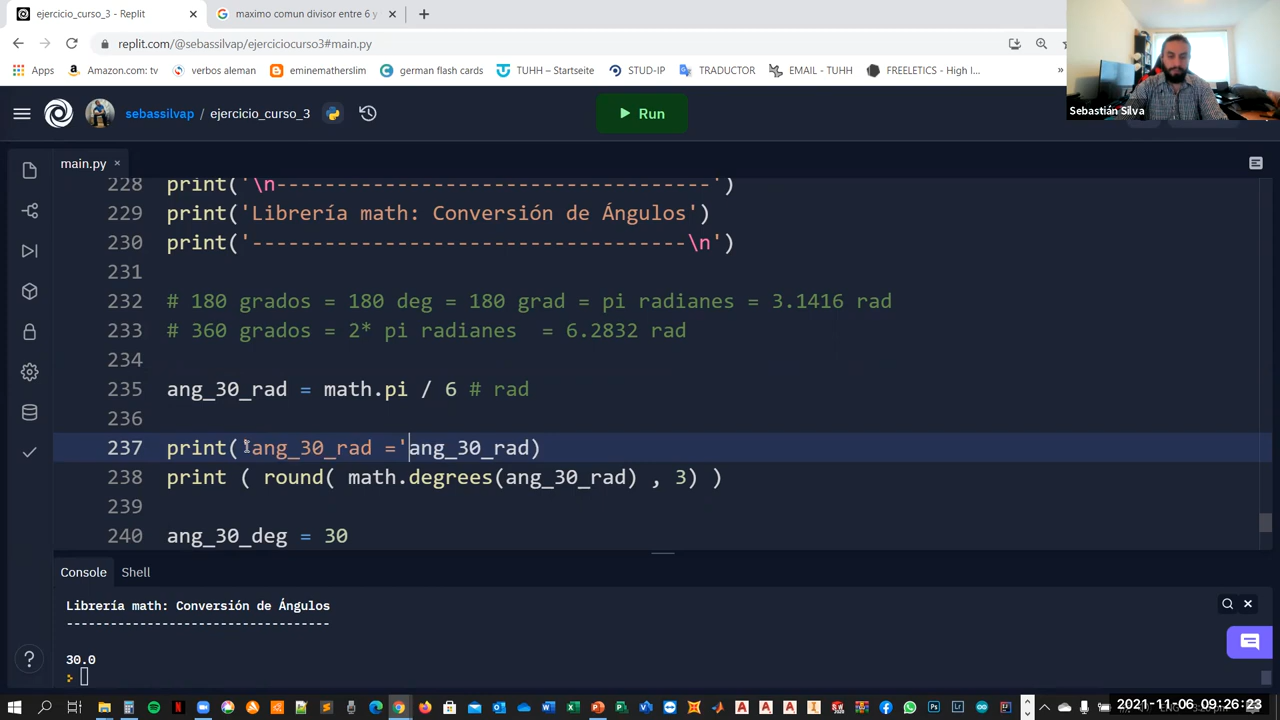 ejercicio_curso_3 - Replit
maximo comun divisor entre 6 y
replit.com/@sebassilvap/ejerciciocurso3#main.py
Apps Amazon.com: tv verbos aleman eminematherslim german flash cards TUHH – Startseite STUD-IP TRADUCTOR EMAIL - TUHH FREELETICS - High I... »
Sebastián Silva
sebassilvap / ejercicio_curso_3
Run
main.py
228 print('\n------------------------------------')
229 print('Librería math: Conversión de Ángulos')
230 print('------------------------------------\n')
231
232 # 180 grados = 180 deg = 180 grad = pi radianes = 3.1416 rad
233 # 360 grados = 2* pi radianes  = 6.2832 rad
234
235 ang_30_rad = math.pi / 6 # rad
236
237 print('ang_30_rad ='ang_30_rad)
238 print ( round( math.degrees(ang_30_rad) , 3) )
239
240 ang_30_deg = 30
Console Shell
Librería math: Conversión de Ángulos
------------------------------------
30.0
2021-11-06 09:26:23